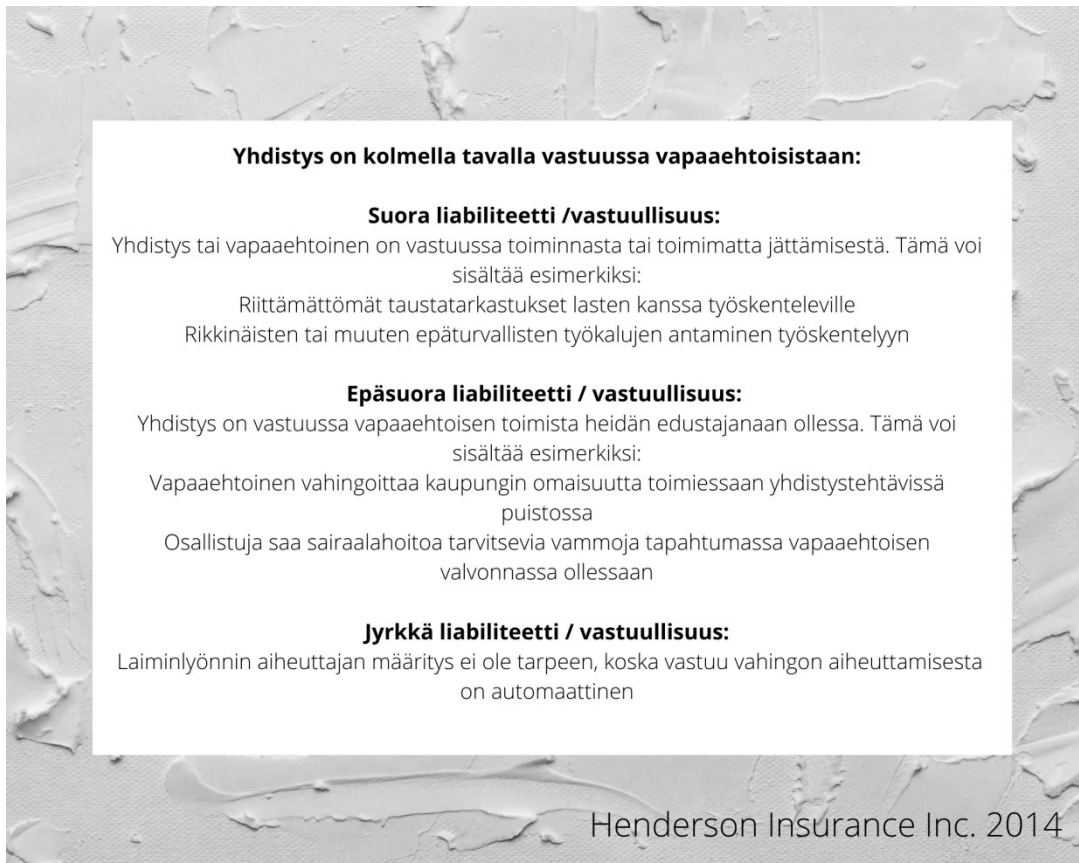 Yhdistys on kolmella tavalla vastuussa vapaaehtoisistaan:
Suora liabiliteetti /vastuullisuus:
Yhdistys tai vapaaehtoinen on vastuussa toiminnasta tai toimimatta jättämisestä. Tämä voi
sisältää esimerkiksi:
Riittämättömät taustatarkastukset lasten kanssa työskenteleville
Rikkinäisten tai muuten epäturvallisten työkalujen antaminen työskentelyyn
Epäsuora liabiliteetti / vastuullisuus:
Yhdistys on vastuussa vapaaehtoisen toimista heidän edustajanaan ollessa. Tämä voi
sisältää esimerkiksi:
Vapaaehtoinen vahingoittaa kaupungin omaisuutta toimiessaan yhdistystehtävissä
puistossa
Osallistuja saa sairaalahoitoa tarvitsevia vammoja tapahtumassa vapaaehtoisen
valvonnassa ollessaan
Jyrkkä liabiliteetti / vastuullisuus:
Laiminlyönnin aiheuttajan määritys ei ole tarpeen, koska vastuu vahingon aiheuttamisesta
on automaattinen
Henderson Insurance Inc. 2014